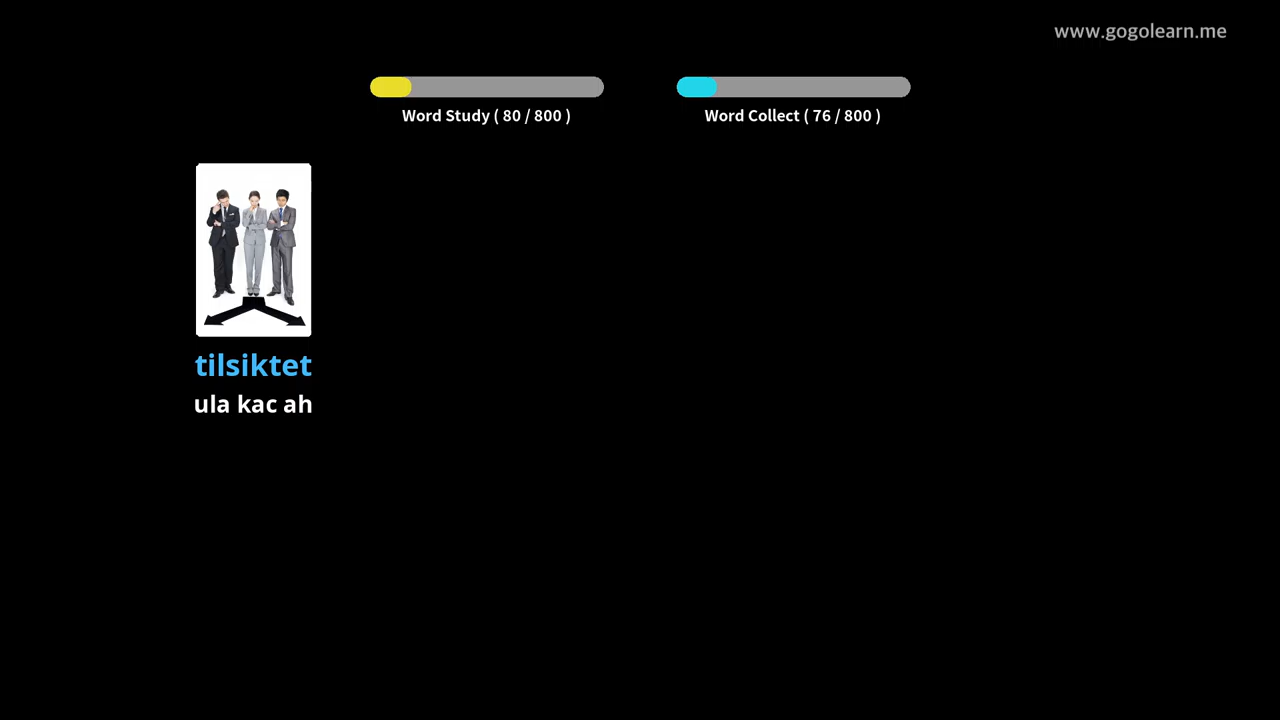 www.gogolearn.me
Word Study ( 80 / 800 )
Word Collect ( 76 / 800 )
tilsiktet
ula kac ah